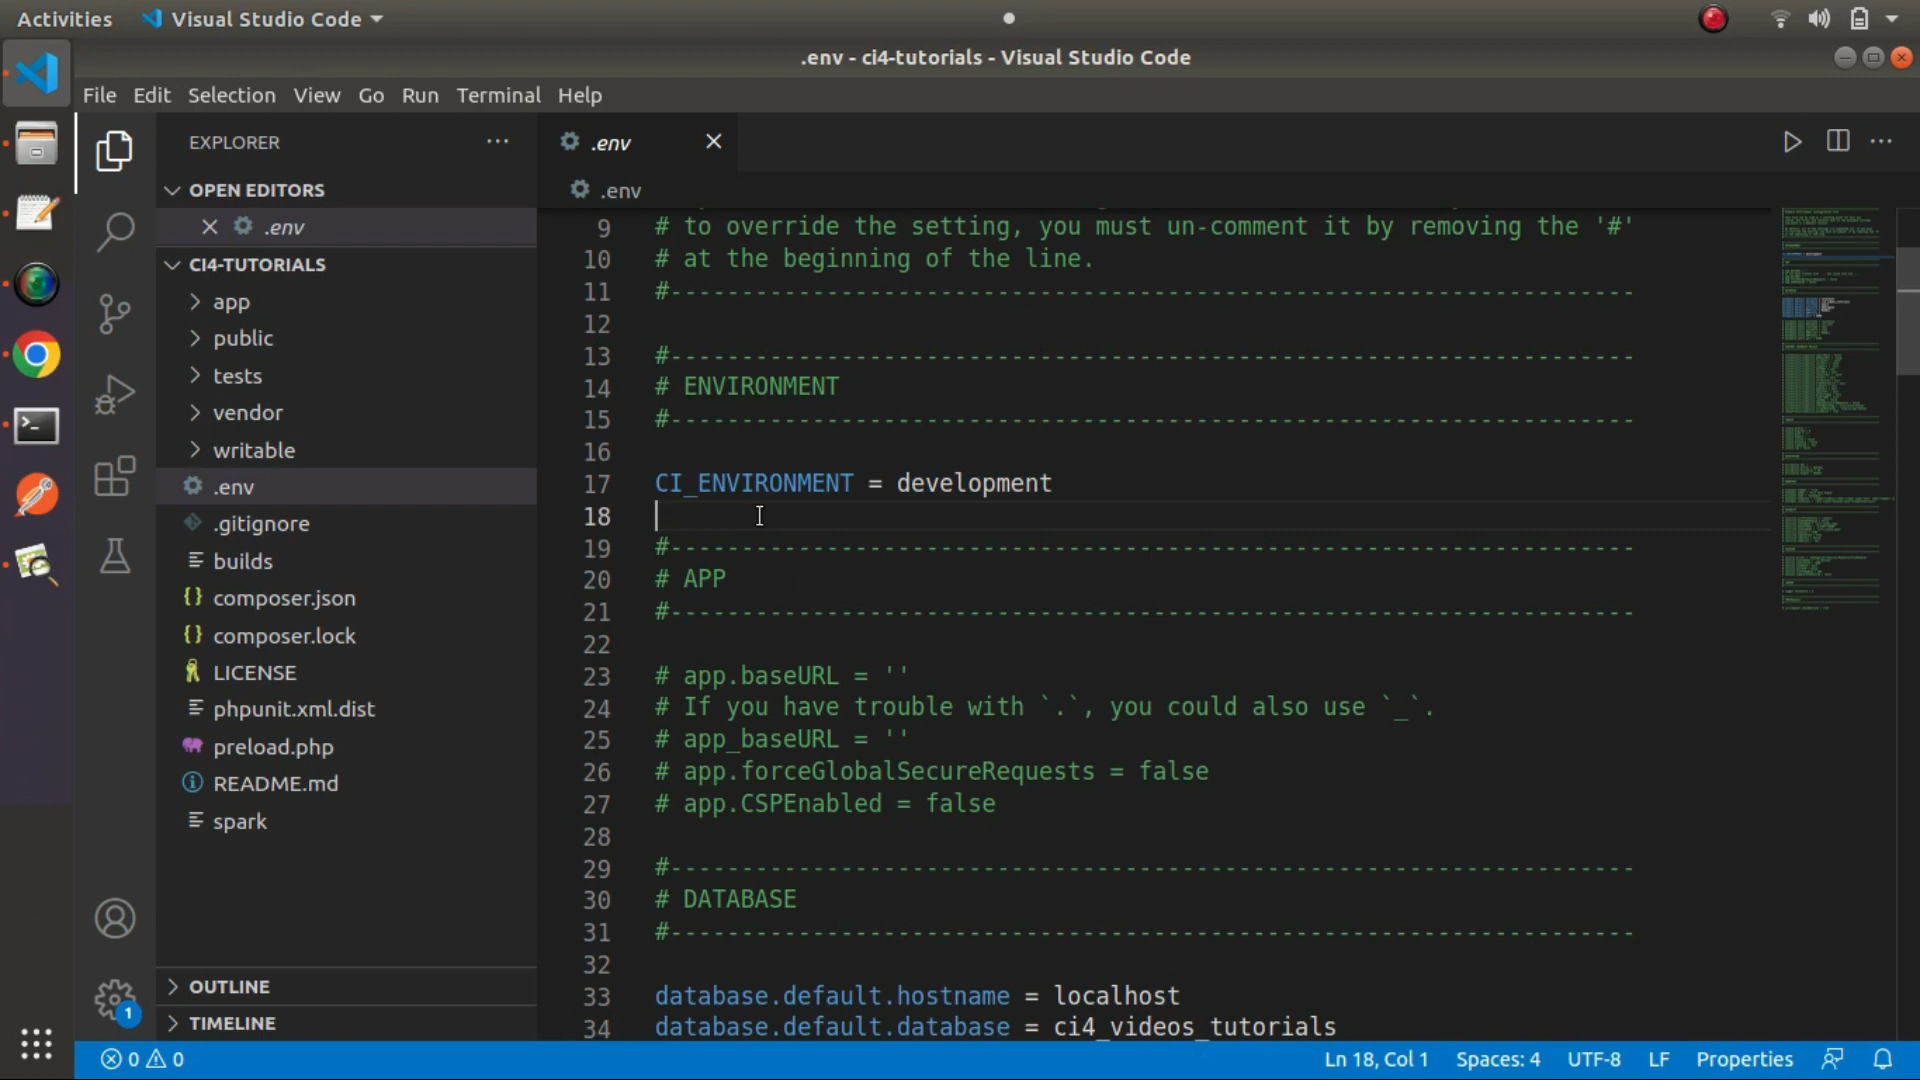 Activities
Visual Studio Code
.env - ci4-tutorials - Visual Studio Code
File Edit Selection View Go Run Terminal Help
EXPLORER
OPEN EDITORS
.env
CI4-TUTORIALS
app
public
tests
vendor
writable
.env
.gitignore
builds
composer.json
composer.lock
LICENSE
phpunit.xml.dist
preload.php
README.md
spark
OUTLINE
TIMELINE
1
.env
.env
9 # to override the setting, you must un-comment it by removing the '#'
10 # at the beginning of the line.
11 #--------------------------------------------------------------------
12
13 #--------------------------------------------------------------------
14 # ENVIRONMENT
15 #--------------------------------------------------------------------
16
17 CI_ENVIRONMENT = development
18
19 #--------------------------------------------------------------------
20 # APP
21 #--------------------------------------------------------------------
22
23 # app.baseURL = ''
24 # If you have trouble with `.`, you could also use `_`.
25 # app_baseURL = ''
26 # app.forceGlobalSecureRequests = false
27 # app.CSPEnabled = false
28
29 #--------------------------------------------------------------------
30 # DATABASE
31 #--------------------------------------------------------------------
32
33 database.default.hostname = localhost
34 database.default.database = ci4_videos_tutorials
0 0
Ln 18, Col 1 Spaces: 4 UTF-8 LF Properties